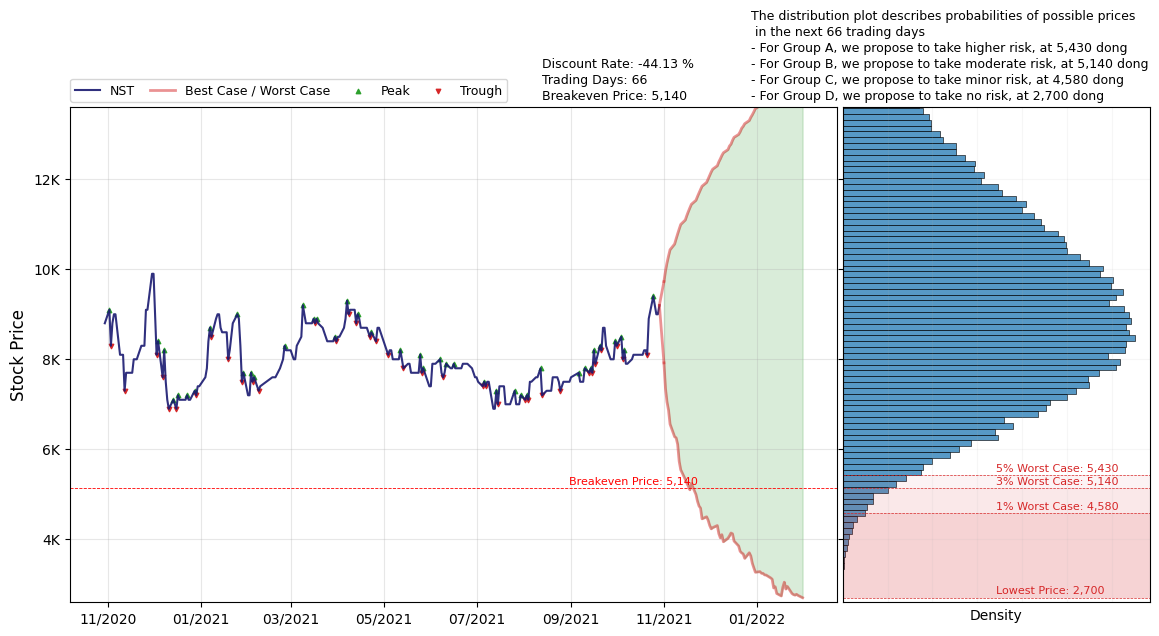 The distribution plot describes probabilities of possible prices
in the next 66 trading days
- For Group A, we propose to take higher risk, at 5,430 dong
- For Group B, we propose to take moderate risk, at 5,140 dong
- For Group C, we propose to take minor risk, at 4,580 dong
- For Group D, we propose to take no risk, at 2,700 dong
Discount Rate: -44.13 %
Trading Days: 66
Breakeven Price: 5,140
NST
Best Case / Worst Case
Peak
Trough
Stock Price
12K
10K
8K
6K
4K
Breakeven Price: 5,140
5% Worst Case: 5,430
3% Worst Case: 5,140
1% Worst Case: 4,580
Lowest Price: 2,700
11/2020
01/2021
03/2021
05/2021
07/2021
09/2021
11/2021
01/2022
Density